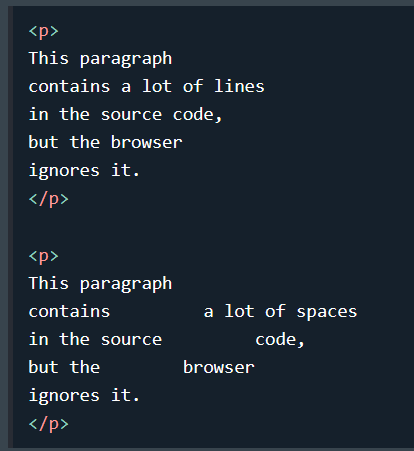 <p>
This paragraph
contains a lot of lines
in the source code,
but the browser
ignores it.
</p>

<p>
This paragraph
contains         a lot of spaces
in the source         code,
but the        browser
ignores it.
</p>